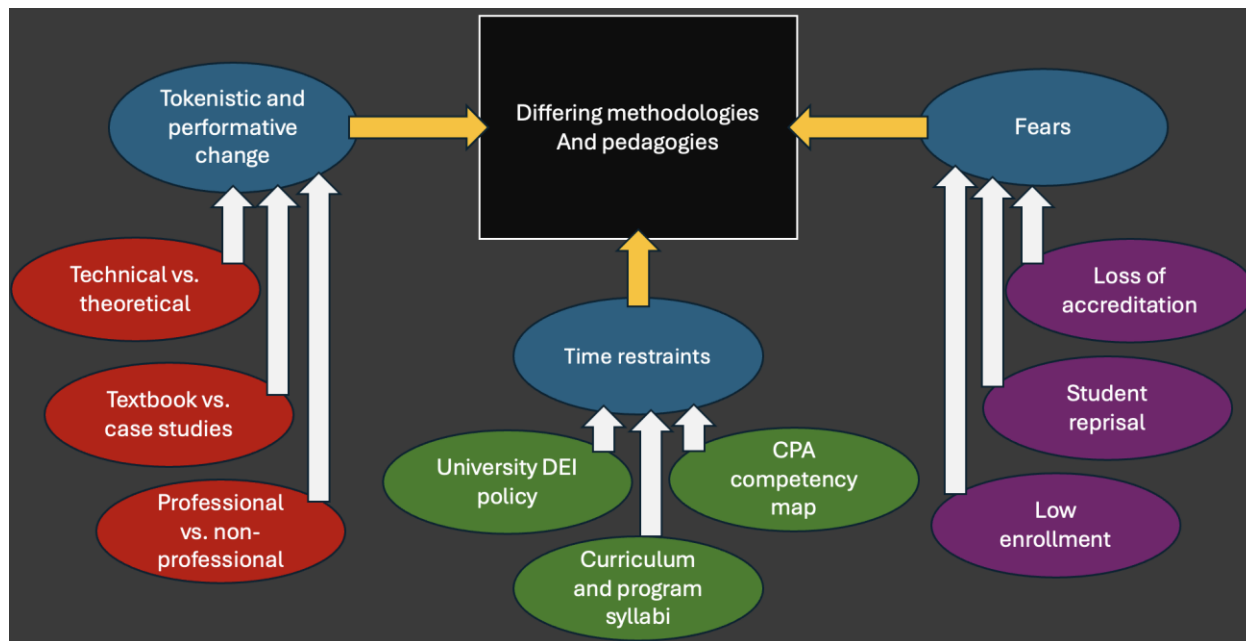 Tokenistic and
performative
change
Differing methodologies
And pedagogies
Fears
Technical vs.
theoretical
Textbook vs.
case studies
Professional
vs. non-
professional
Time restraints
University DEI
policy
CPA
competency
map
Curriculum
and program
syllabi
Loss of
accreditation
Student
reprisal
Low
enrollment